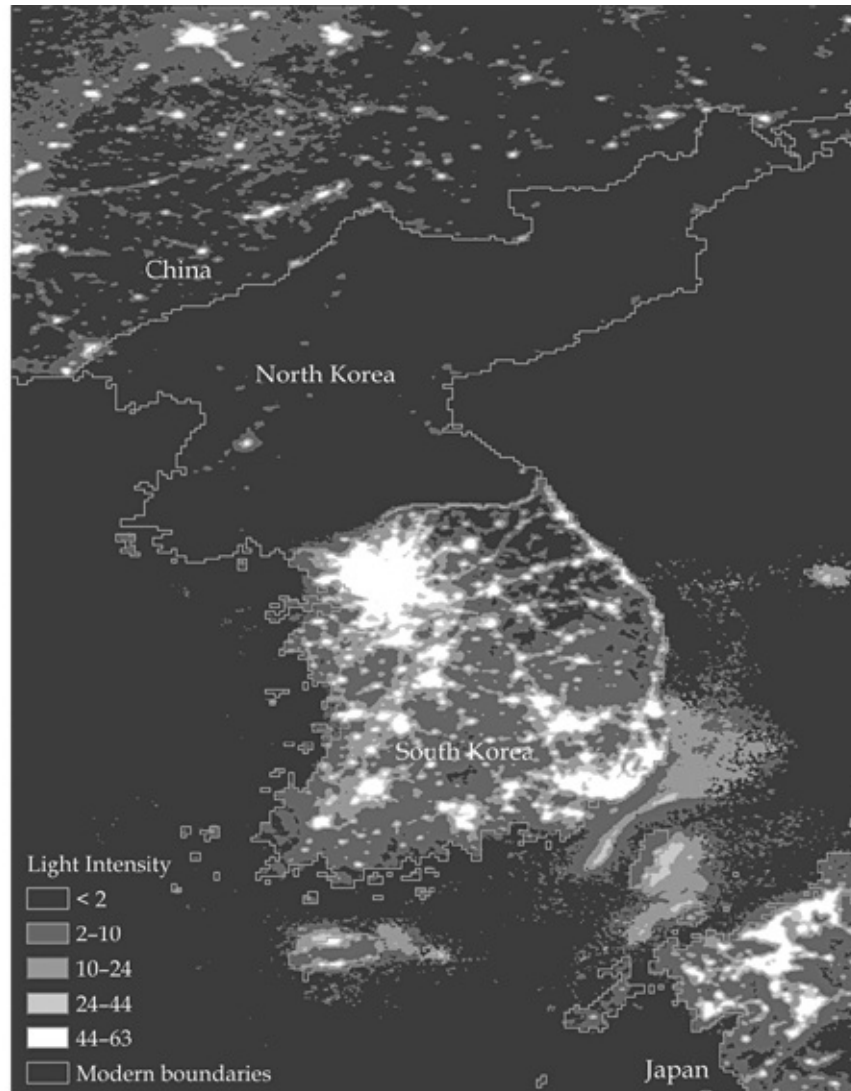 China
North Korea
South Korea
Light Intensity
< 2
2–10
10–24
24–44
44–63
Modern boundaries
Japan